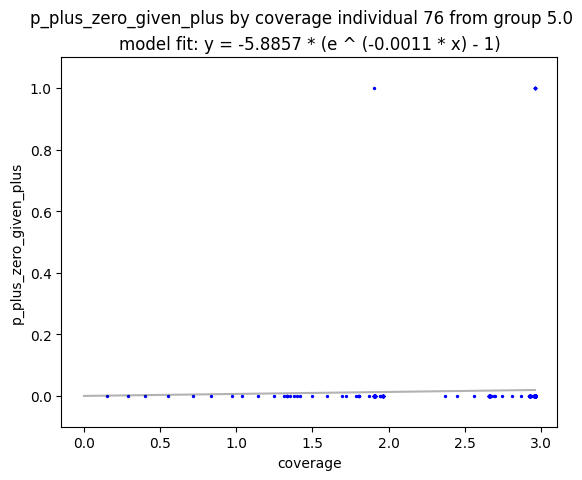 p_plus_zero_given_plus by coverage individual 76 from group 5.0
model fit: y = -5.8857 * (e ^ (-0.0011 * x) - 1)
p_plus_zero_given_plus
1.0
0.8
0.6
0.4
0.2
0.0
0.0 0.5 1.0 1.5 2.0 2.5 3.0
coverage